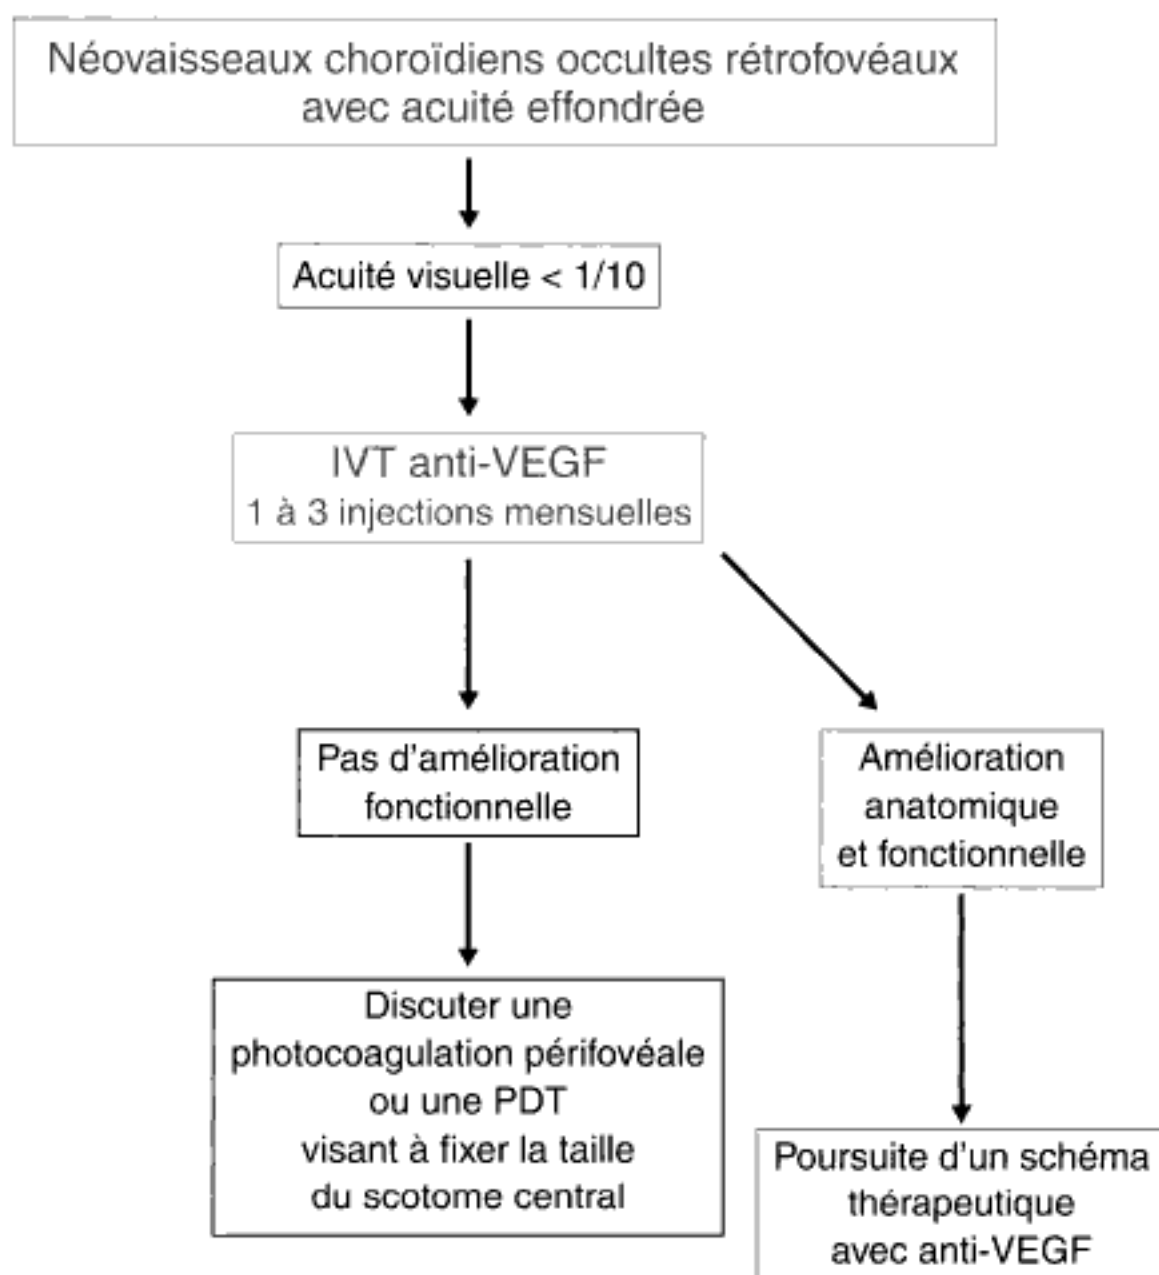 Néovaisseaux choroïdiens occultes rétrofovéaux
avec acuité effondrée
Acuité visuelle < 1/10
IVT anti-VEGF
1 à 3 injections mensuelles
Pas d'amélioration
fonctionnelle
Amélioration
anatomique
et fonctionnelle
Discuter une
photocoagulation périfovéale
ou une PDT
visant à fixer la taille
du scotome central
Poursuite d'un schéma
thérapeutique
avec anti-VEGF